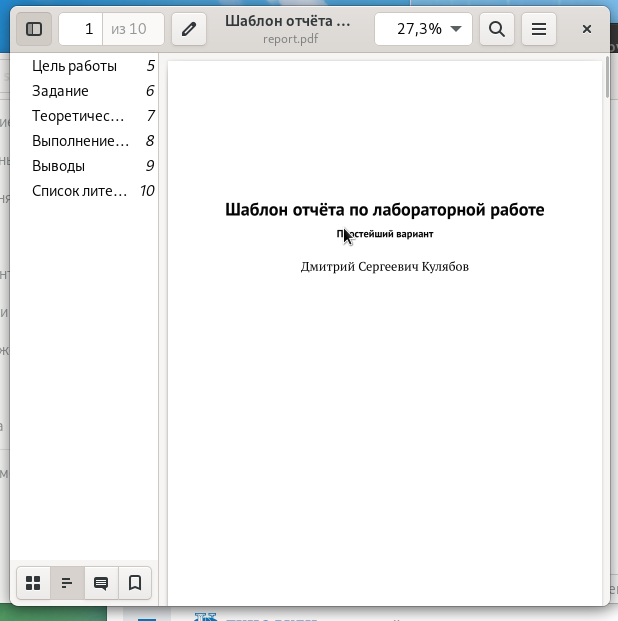 1 из 10
Шаблон отчёта …
report.pdf
27,3%
Цель работы 5
Задание 6
Теоретичес… 7
Выполнение… 8
Выводы 9
Список лите… 10
Шаблон отчёта по лабораторной работе
Простейший вариант
Дмитрий Сергеевич Кулябов